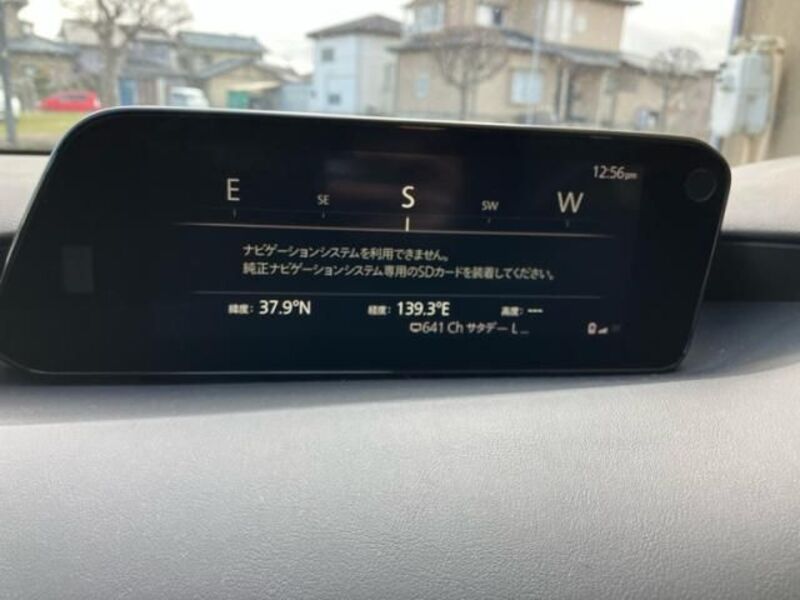 12:56pm
E SE S SW W
ナビゲーションシステムを利用できません。
純正ナビゲーションシステム専用のSDカードを装着してください。
緯度: 37.9°N 経度: 139.3°E 高度: ---
641 Ch サタデー L ...